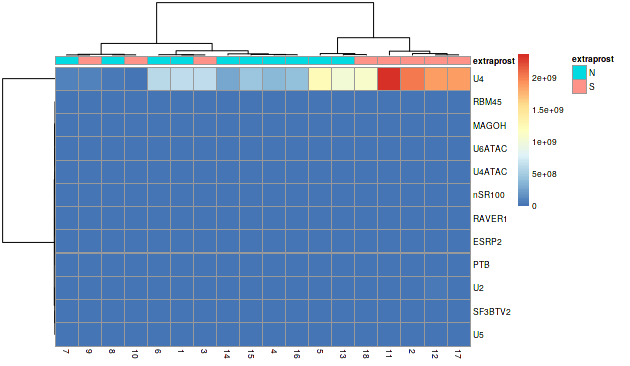 extraprost
extraprost
N
S
U4
RBM45
MAGOH
U6ATAC
U4ATAC
nSR100
RAVER1
ESRP2
PTB
U2
SF3BTV2
U5
2e+09
1.5e+09
1e+09
5e+08
0
7 9 8 10 6 1 3 14 15 4 16 5 13 18 11 2 12 17